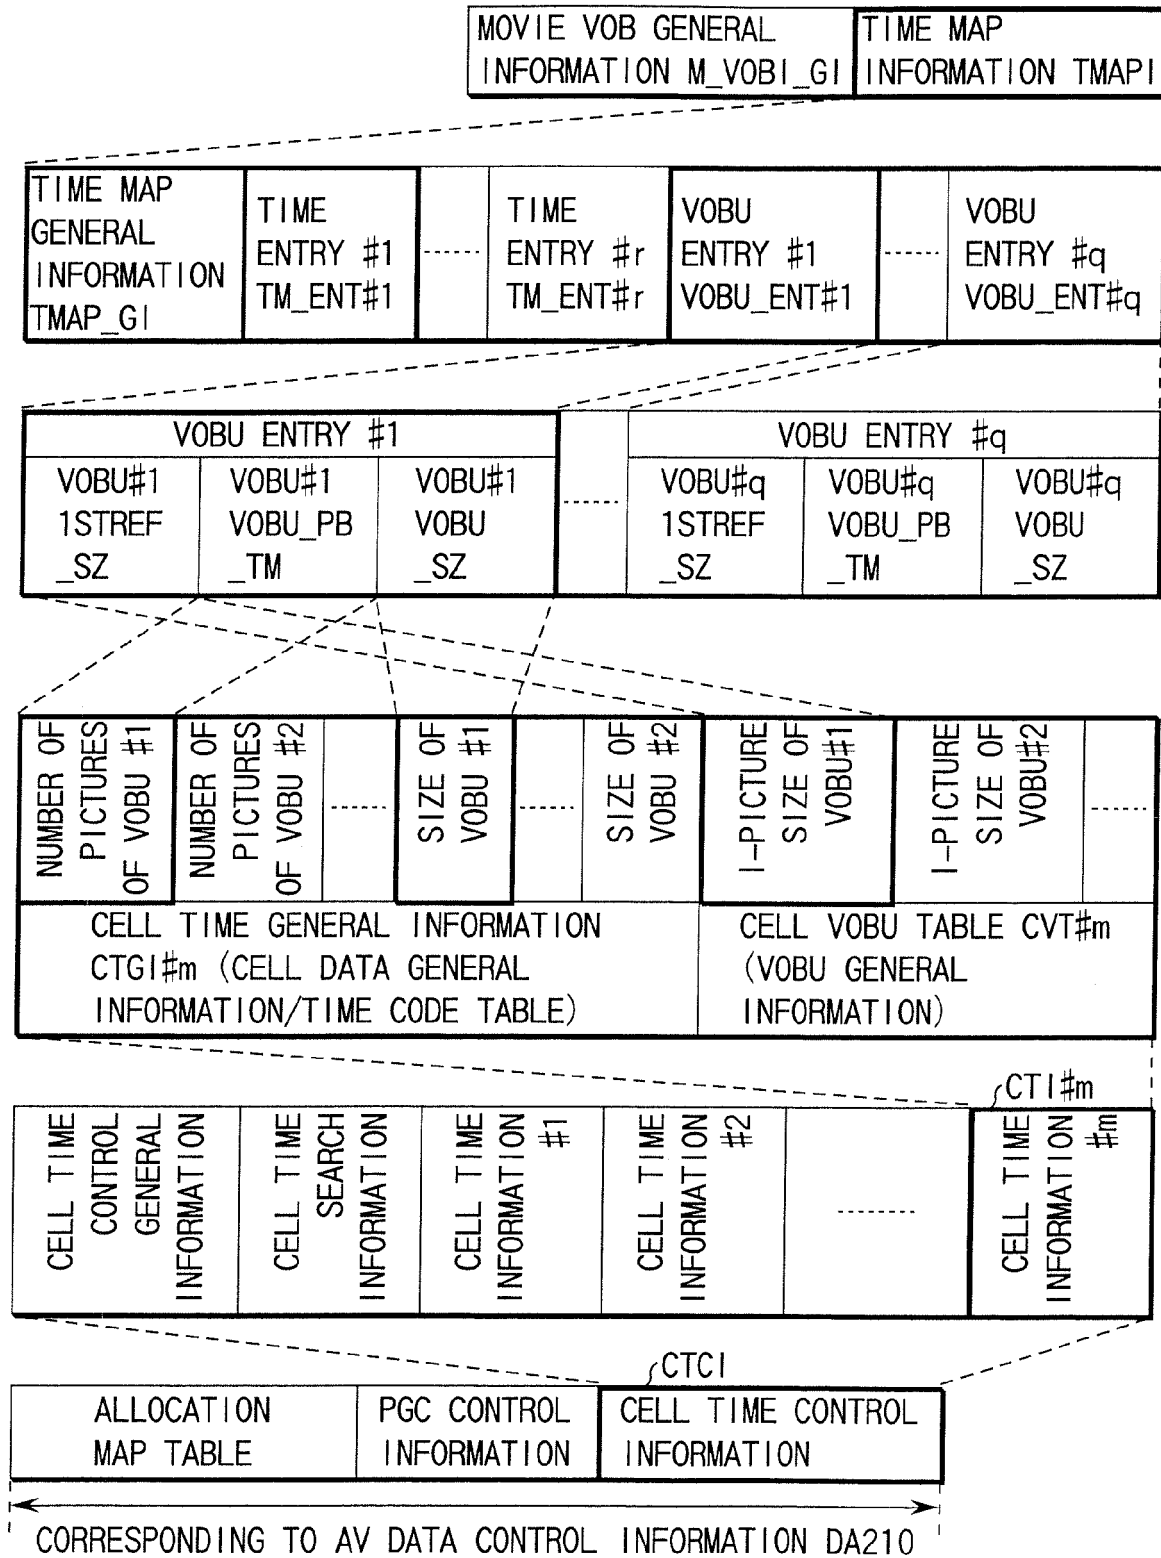 MOVIE VOB GENERAL
INFORMATION M_VOBI_GI
TIME MAP
INFORMATION TMAPI
TIME MAP
GENERAL
INFORMATION
TMAP_GI
TIME
ENTRY #1
TM_ENT#1
TIME
ENTRY #r
TM_ENT#r
VOBU
ENTRY #1
VOBU_ENT#1
VOBU
ENTRY #q
VOBU_ENT#q
VOBU ENTRY #1
VOBU#1
1STREF
_SZ
VOBU#1
VOBU_PB
_TM
VOBU#1
VOBU
_SZ
VOBU ENTRY #q
VOBU#q
1STREF
_SZ
VOBU#q
VOBU_PB
_TM
VOBU#q
VOBU
_SZ
NUMBER OF
PICTURES
OF VOBU #1
NUMBER OF
PICTURES
OF VOBU #2
SIZE OF
VOBU #1
SIZE OF
VOBU #2
I-PICTURE
SIZE OF
VOBU#1
I-PICTURE
SIZE OF
VOBU#2
CELL TIME GENERAL INFORMATION
CTGI#m (CELL DATA GENERAL
INFORMATION/TIME CODE TABLE)
CELL VOBU TABLE CVT#m
(VOBU GENERAL
INFORMATION)
CTI#m
CELL TIME
CONTROL
GENERAL
INFORMATION
CELL TIME
SEARCH
INFORMATION
CELL TIME
INFORMATION
#1
CELL TIME
INFORMATION
#2
CELL TIME
INFORMATION
#m
CTCI
ALLOCATION
MAP TABLE
PGC CONTROL
INFORMATION
CELL TIME CONTROL
INFORMATION
CORRESPONDING TO AV DATA CONTROL INFORMATION DA210